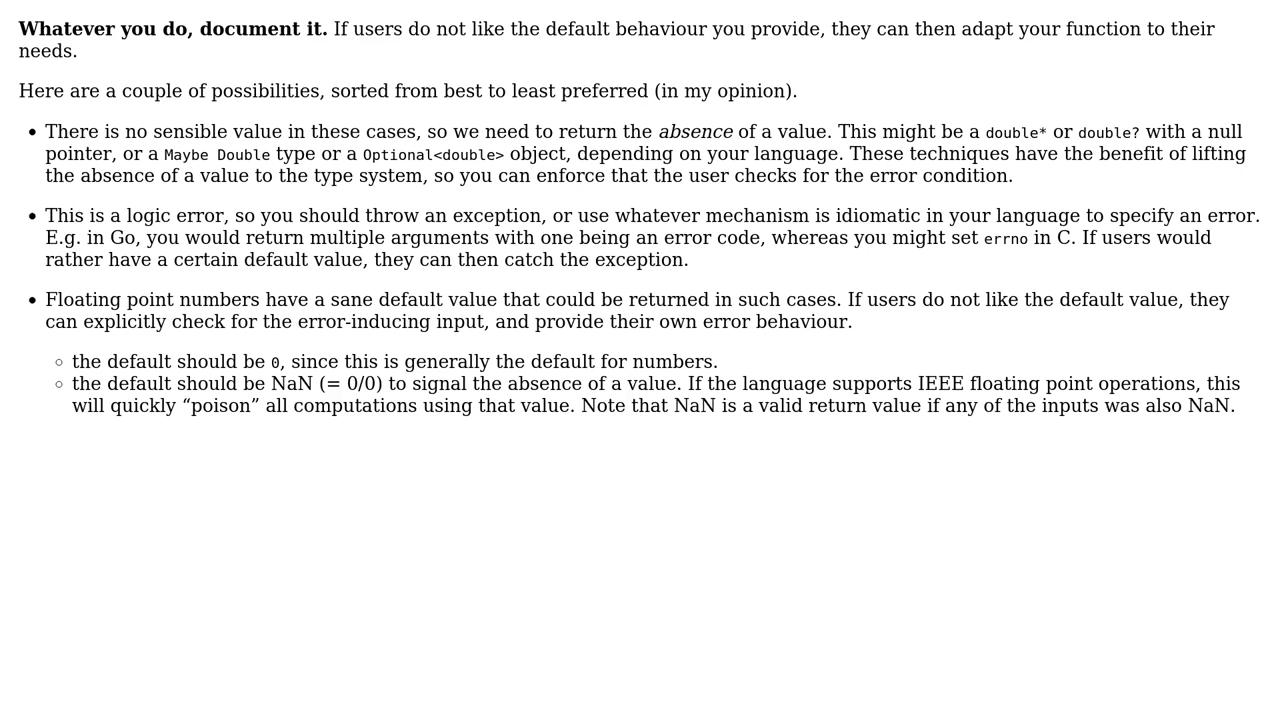 Whatever you do, document it. If users do not like the default behaviour you provide, they can then adapt your function to their
needs.
Here are a couple of possibilities, sorted from best to least preferred (in my opinion).
• There is no sensible value in these cases, so we need to return the absence of a value. This might be a double* or double? with a null
pointer, or a Maybe Double type or a Optional<double> object, depending on your language. These techniques have the benefit of lifting
the absence of a value to the type system, so you can enforce that the user checks for the error condition.
• This is a logic error, so you should throw an exception, or use whatever mechanism is idiomatic in your language to specify an error.
E.g. in Go, you would return multiple arguments with one being an error code, whereas you might set errno in C. If users would
rather have a certain default value, they can then catch the exception.
• Floating point numbers have a sane default value that could be returned in such cases. If users do not like the default value, they
can explicitly check for the error-inducing input, and provide their own error behaviour.
◦ the default should be 0, since this is generally the default for numbers.
◦ the default should be NaN (= 0/0) to signal the absence of a value. If the language supports IEEE floating point operations, this
will quickly “poison” all computations using that value. Note that NaN is a valid return value if any of the inputs was also NaN.